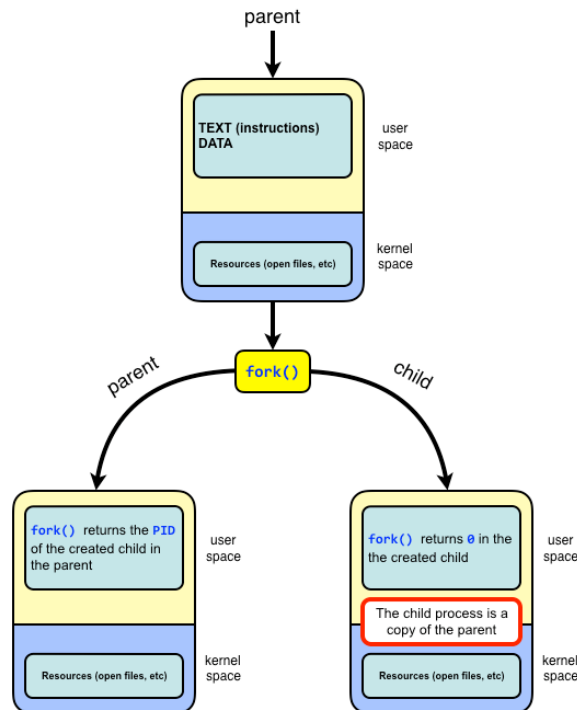 parent
TEXT (instructions)
DATA
user
space
kernel
space
Resources (open files, etc)
fork()
parent
child
fork() returns the PID
of the created child in
the parent
user
space
fork() returns 0 in the
the created child
user
space
The child process is a
copy of the parent
Resources (open files, etc)
kernel
space
Resources (open files, etc)
kernel
space